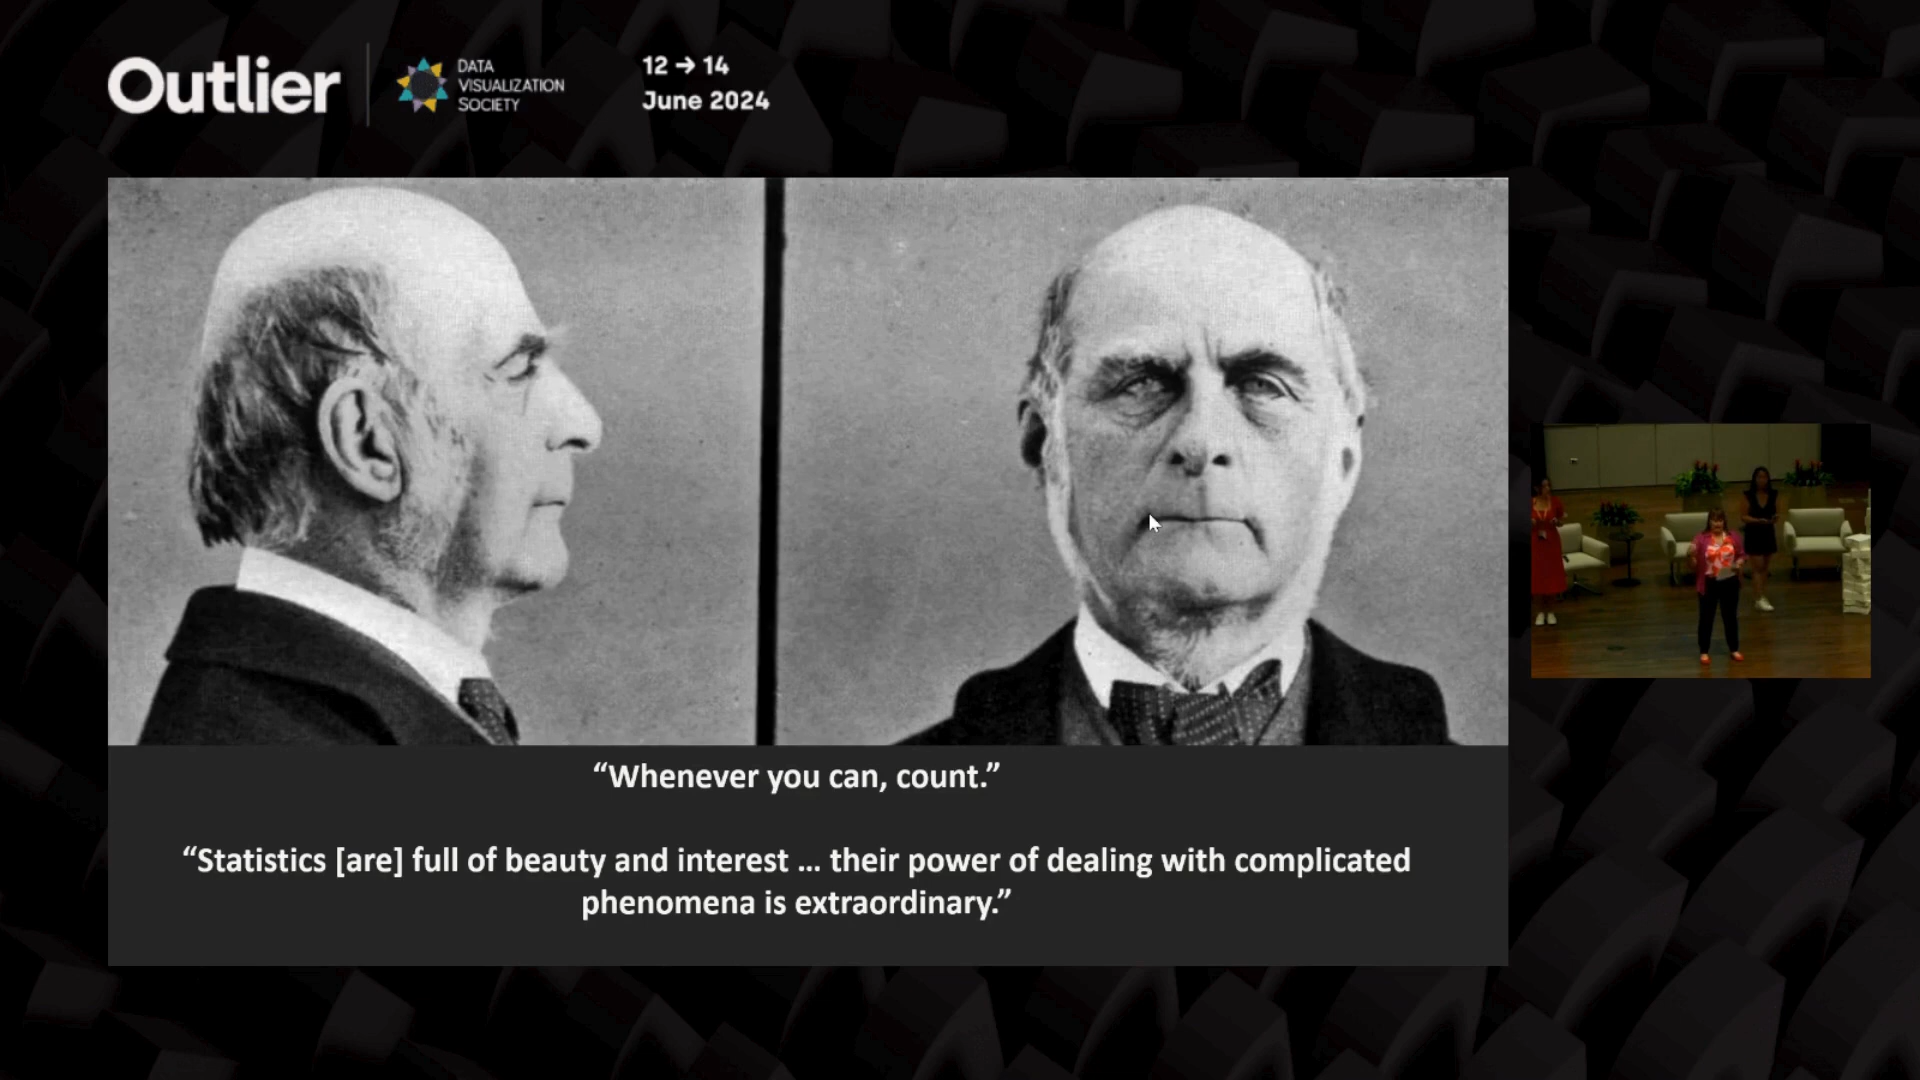 Outlier
DATA
VISUALIZATION
SOCIETY
12 → 14
June 2024
“Whenever you can, count.”
“Statistics [are] full of beauty and interest ... their power of dealing with complicated
phenomena is extraordinary.”